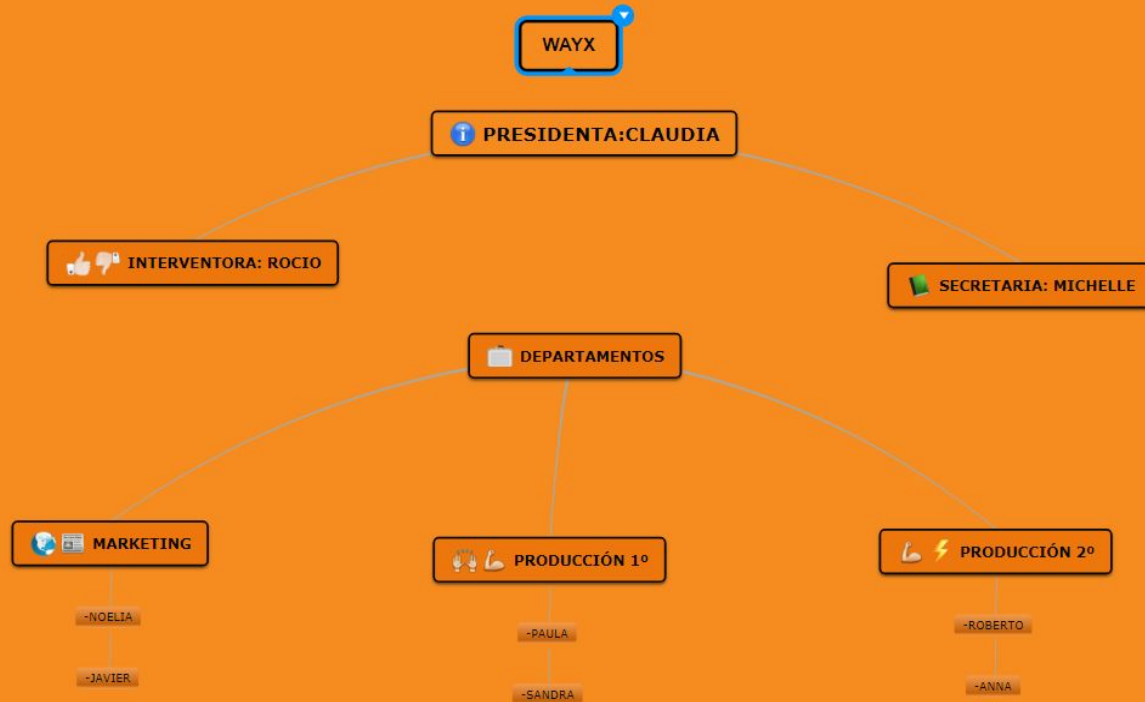 WAYX
PRESIDENTA:CLAUDIA
INTERVENTORA: ROCIO
SECRETARIA: MICHELLE
DEPARTAMENTOS
MARKETING
PRODUCCIÓN 1º
PRODUCCIÓN 2º
-NOELIA
-PAULA
-ROBERTO
-JAVIER
-SANDRA
-ANNA